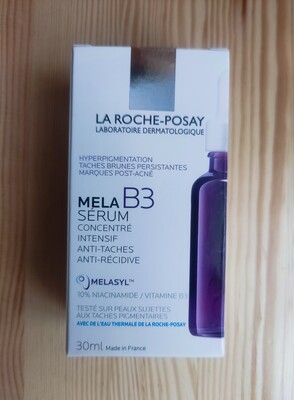 LA ROCHE-POSAY
LABORATOIRE DERMATOLOGIQUE
HYPERPIGMENTATION
TACHES BRUNES PERSISTANTES
MARQUES POST-ACNÉ
MELA B3
SÉRUM
CONCENTRÉ
INTENSIF
ANTI-TACHES
ANTI-RÉCIDIVE
MELASYL™
10% NIACINAMIDE / VITAMINE B3
TESTÉ SUR PEAUX SUJETTES
AUX TACHES PIGMENTAIRES
AVEC DE L'EAU THERMALE DE LA ROCHE-POSAY
30ml Made in France